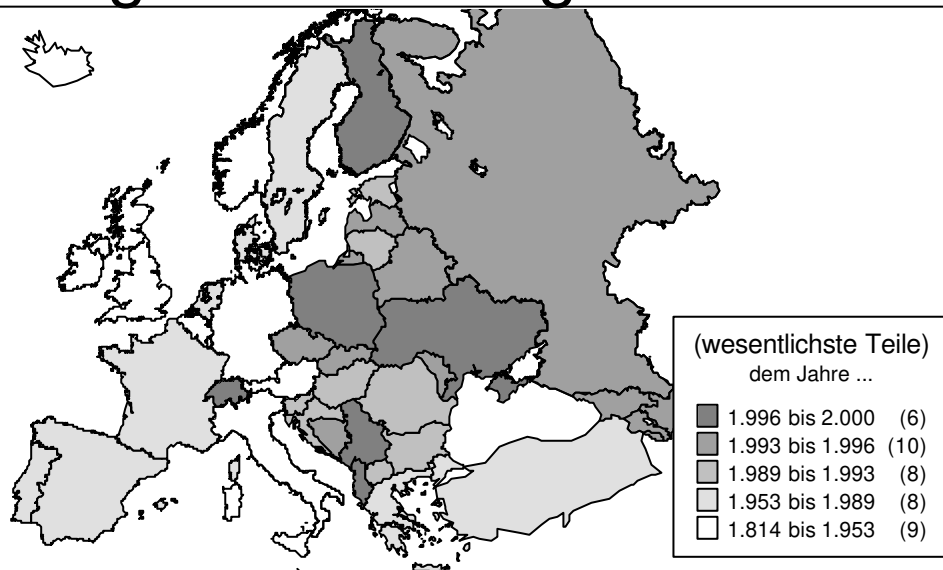 (wesentlichste Teile)
dem Jahre ...
1.996 bis 2.000 (6)
1.993 bis 1.996 (10)
1.989 bis 1.993 (8)
1.953 bis 1.989 (8)
1.814 bis 1.953 (9)